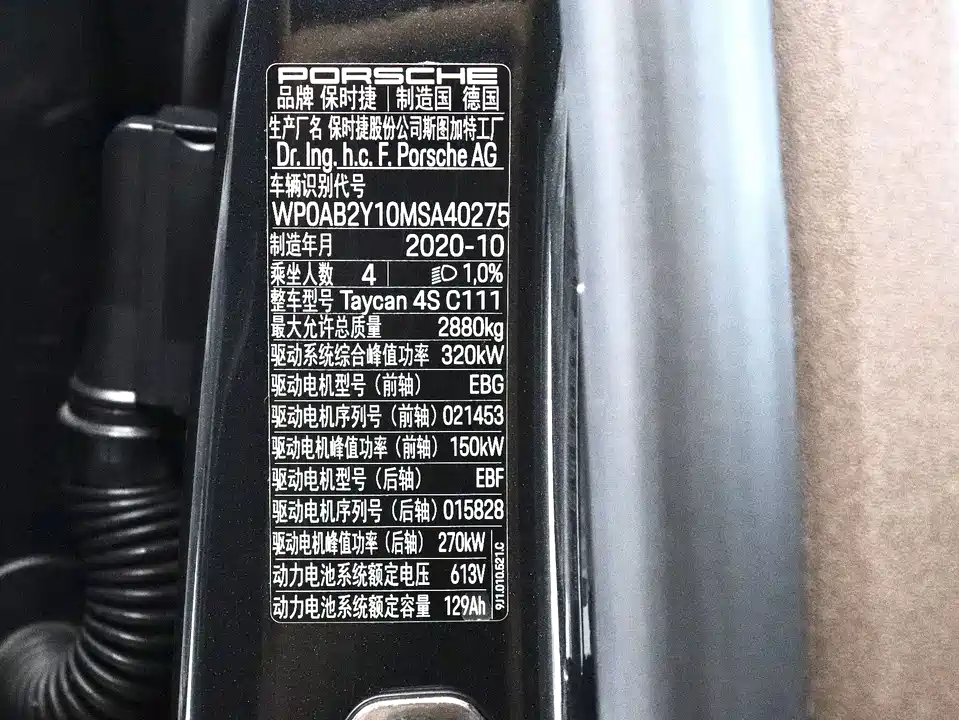 PORSCHE
品牌 保时捷 制造国 德国
生产厂名 保时捷股份公司斯图加特工厂
Dr. Ing. h.c. F. Porsche AG
车辆识别代号
WP0AB2Y10MSA40275
制造年月 2020-10
乘坐人数 4 1,0%
整车型号 Taycan 4S C111
最大允许总质量 2880kg
驱动系统综合峰值功率 320kW
驱动电机型号（前轴） EBG
驱动电机序列号（前轴）021453
驱动电机峰值功率（前轴）150kW
驱动电机型号（后轴） EBF
驱动电机序列号（后轴）015828
驱动电机峰值功率（后轴） 270kW
动力电池系统额定电压 613V
动力电池系统额定容量 129Ah
9J1.010.621.C